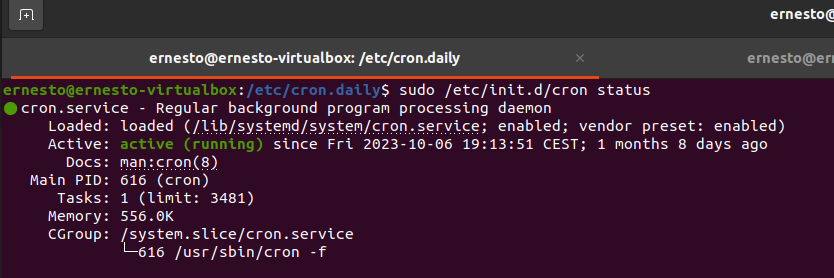 ernesto@
ernesto@ernesto-virtualbox: /etc/cron.daily × ernesto@er
ernesto@ernesto-virtualbox:/etc/cron.daily$ sudo /etc/init.d/cron status
● cron.service - Regular background program processing daemon
Loaded: loaded (/lib/systemd/system/cron.service; enabled; vendor preset: enabled)
Active: active (running) since Fri 2023-10-06 19:13:51 CEST; 1 months 8 days ago
Docs: man:cron(8)
Main PID: 616 (cron)
Tasks: 1 (limit: 3481)
Memory: 556.0K
CGroup: /system.slice/cron.service
└─616 /usr/sbin/cron -f